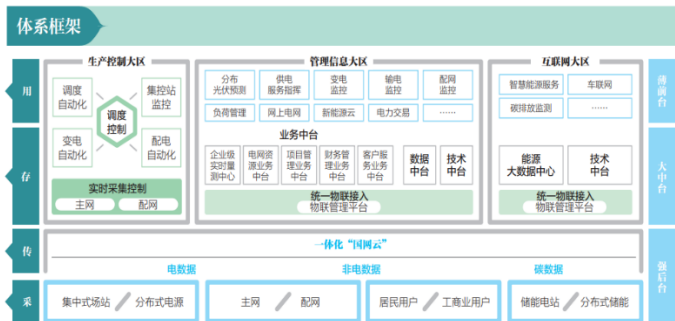 体系框架
用
存
传
采
生产控制大区
调度
自动化
集控站
监控
调度
控制
变电
自动化
配电
自动化
实时采集控制
主网
配网
管理信息大区
分布
光伏预测
供电
服务指挥
变电
监控
输电
监控
配网
监控
负荷管理
网上电网
新能源云
电力交易
……
业务中台
企业级
实时量
测中心
电网资
源业务
中台
项目管
理业务
中台
财务管
理业务
中台
客户服
务业务
中台
数据
中台
技术
中台
统一物联接入
物联管理平台
互联网大区
智慧能源服务
车联网
碳排放监测
……
能源
大数据中心
技术
中台
统一物联接入
物联管理平台
薄前台
大中台
强后台
一体化“国网云”
电数据
非电数据
碳数据
集中式场站
分布式电源
主网
配网
居民用户
工商业用户
储能电站
分布式储能